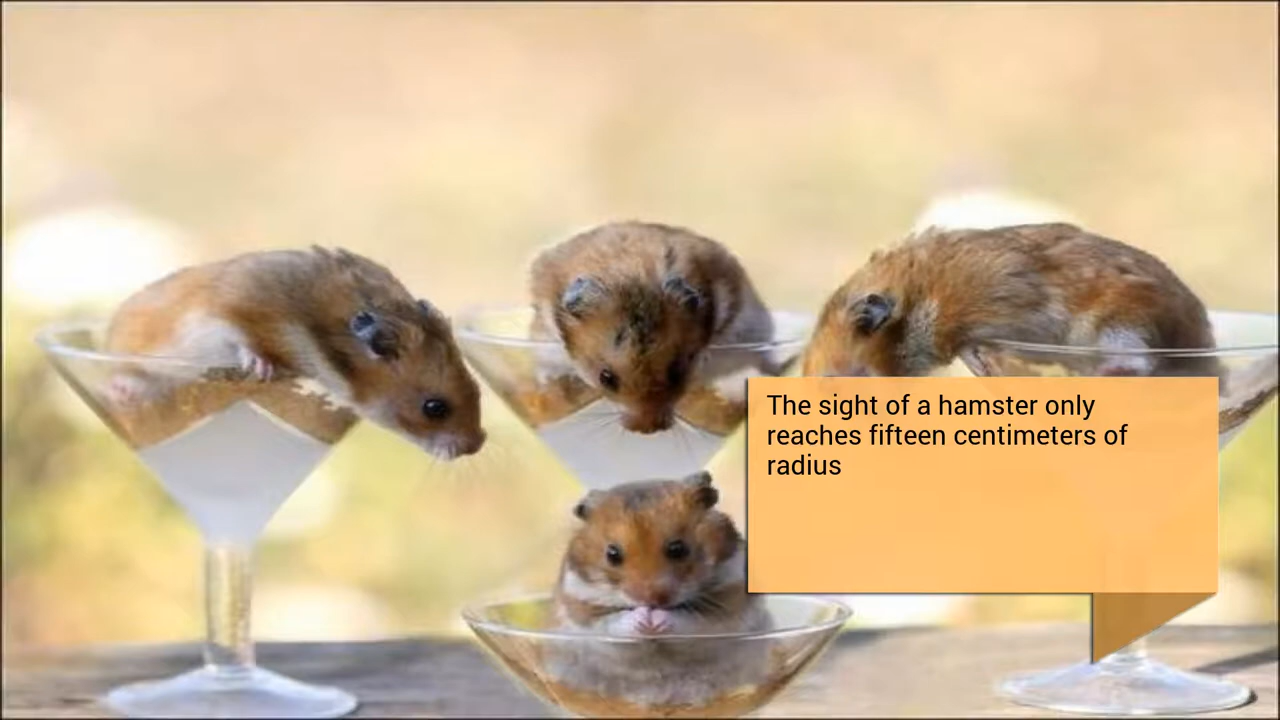 The sight of a hamster only
reaches fifteen centimeters of
radius